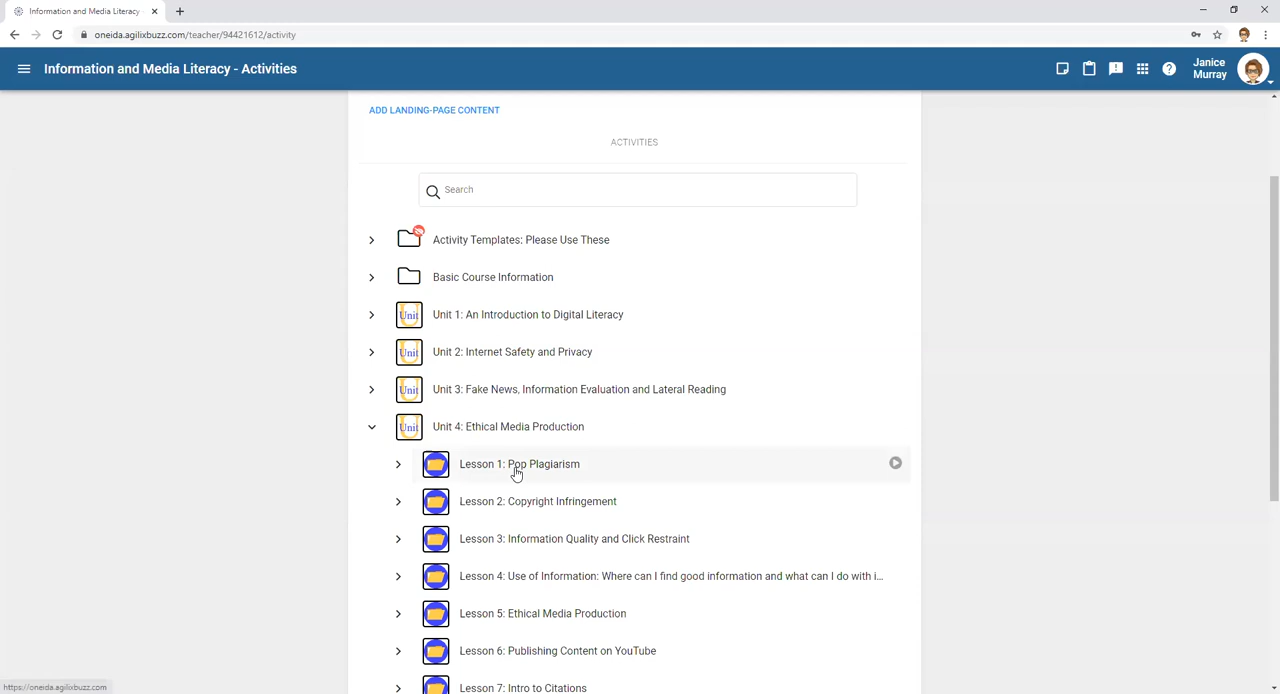 Information and Media Literacy
oneida.agilixbuzz.com/teacher/94421612/activity
Information and Media Literacy - Activities
Janice
Murray
ADD LANDING-PAGE CONTENT
ACTIVITIES
Search
Activity Templates: Please Use These
Basic Course Information
Unit
Unit 1: An Introduction to Digital Literacy
Unit
Unit 2: Internet Safety and Privacy
Unit
Unit 3: Fake News, Information Evaluation and Lateral Reading
Unit
Unit 4: Ethical Media Production
Lesson 1: Pop Plagiarism
Lesson 2: Copyright Infringement
Lesson 3: Information Quality and Click Restraint
Lesson 4: Use of Information: Where can I find good information and what can I do with i...
Lesson 5: Ethical Media Production
Lesson 6: Publishing Content on YouTube
Lesson 7: Intro to Citations
https://oneida.agilixbuzz.com